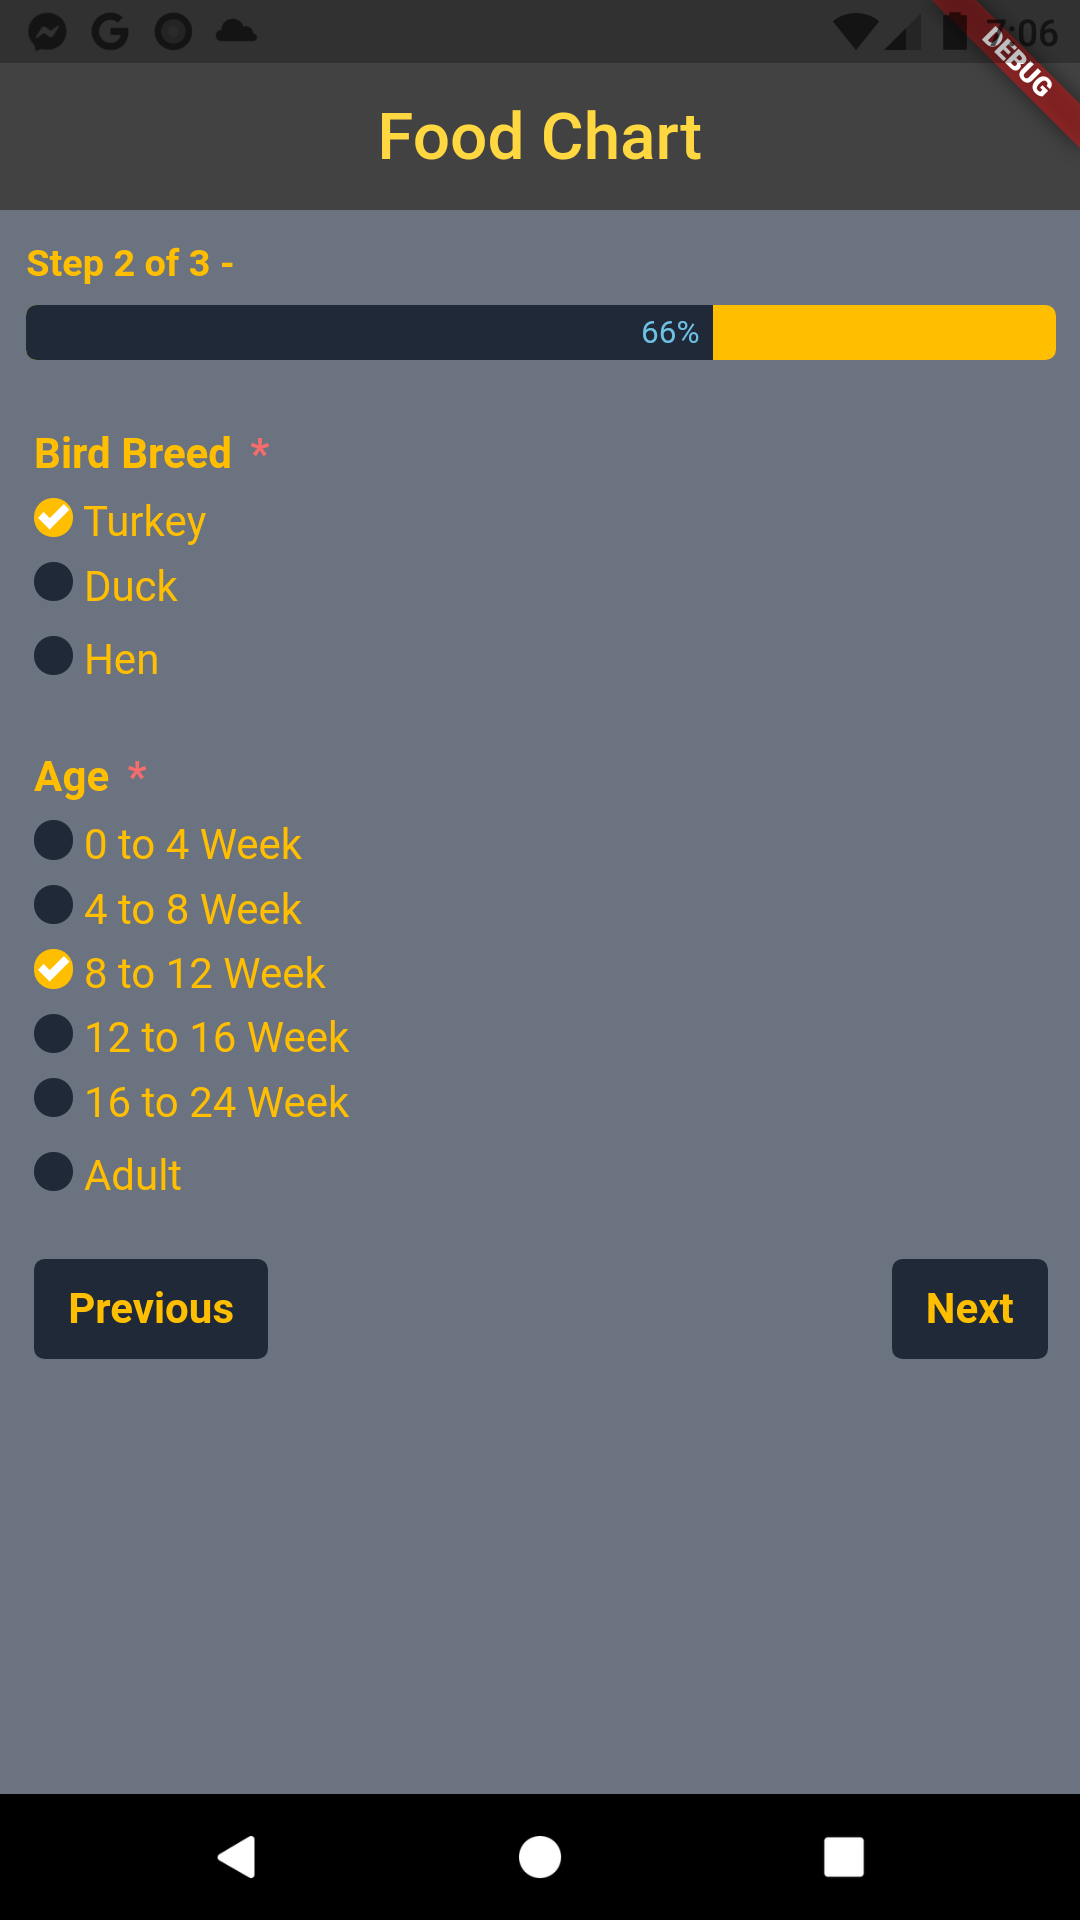 7:06
DEBUG
Food Chart
Step 2 of 3 -
66%
Bird Breed *
Turkey
Duck
Hen
Age *
0 to 4 Week
4 to 8 Week
8 to 12 Week
12 to 16 Week
16 to 24 Week
Adult
Previous
Next